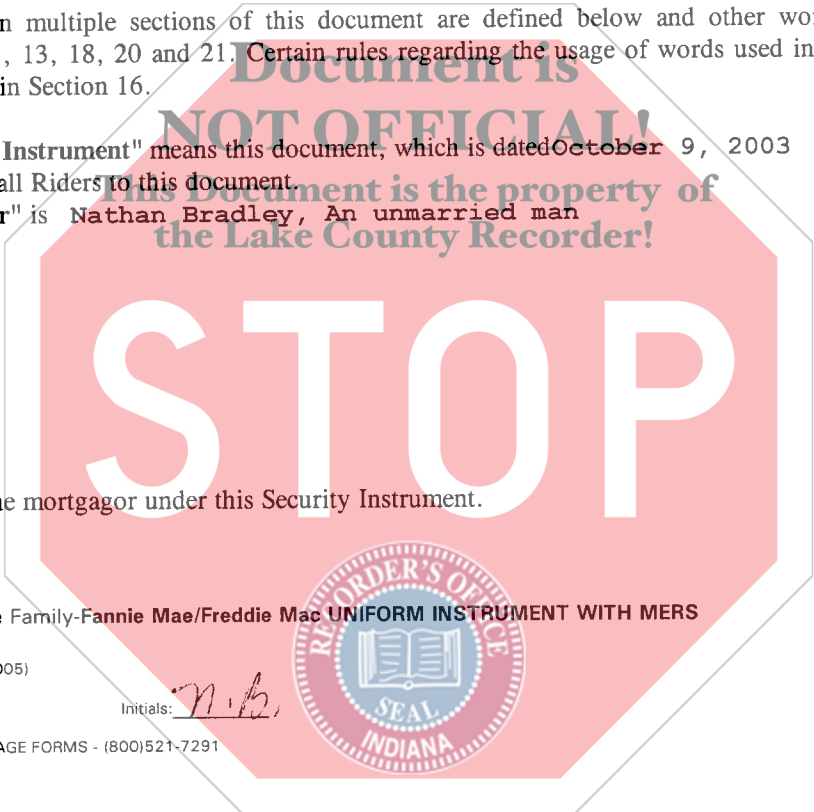 n multiple sections of this document are defined below and other wor
, 13, 18, 20 and 21. Certain rules regarding the usage of words used in
in Section 16.
Document is
NOT OFFICIAL!
Instrument" means this document, which is datedOctober 9, 2003
all Riders to this document.
This Document is the property of
r" is Nathan Bradley, An unmarried man
the Lake County Recorder!
STOP
e mortgagor under this Security Instrument.
RECORDER'S OFFICE
SEAL
INDIANA
e Family-Fannie Mae/Freddie Mac UNIFORM INSTRUMENT WITH MERS
005)
Initials: N.B.
AGE FORMS - (800)521-7291